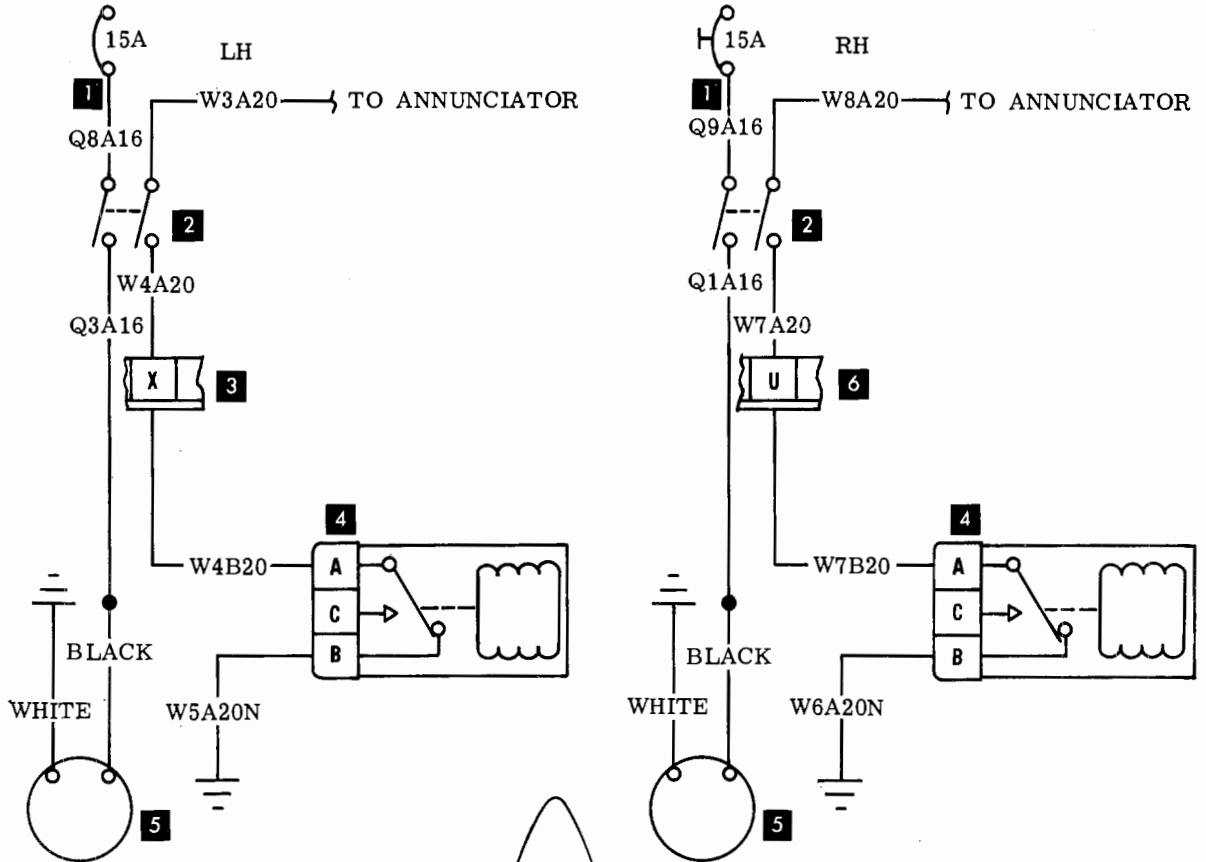 15A
LH
1
W3A20
TO ANNUNCIATOR
Q8A16
2
W4A20
Q3A16
X
3
4
W4B20
A
C
B
BLACK
WHITE
W5A20N
5
15A
RH
1
W8A20
TO ANNUNCIATOR
Q9A16
2
Q1A16
W7A20
U
6
4
W7B20
A
C
B
BLACK
WHITE
W6A20N
5